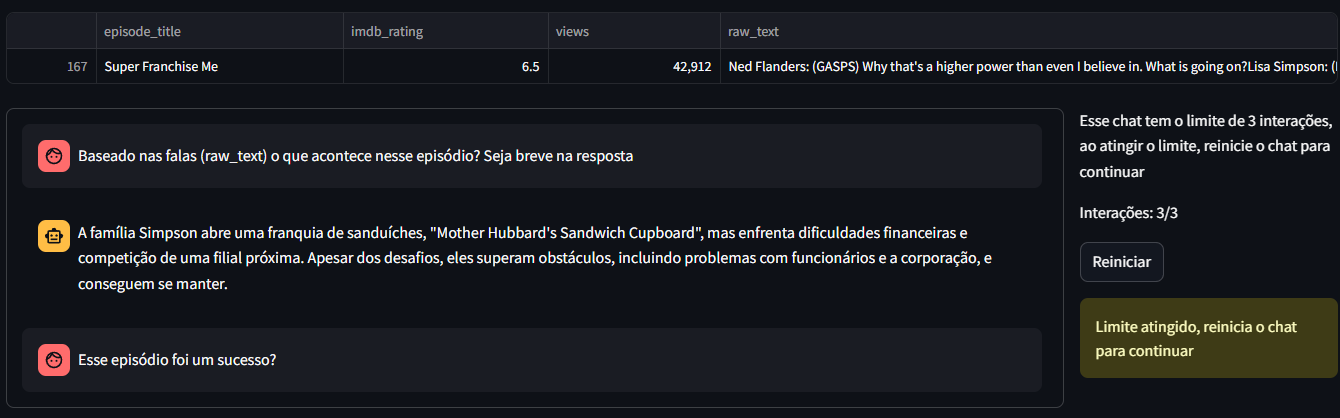 episode_title imdb_rating views raw_text
167 Super Franchise Me 6.5 42,912 Ned Flanders: (GASPS) Why that's a higher power than even I believe in. What is going on?Lisa Simpson: (
Baseado nas falas (raw_text) o que acontece nesse episódio? Seja breve na resposta
A família Simpson abre uma franquia de sanduíches, "Mother Hubbard's Sandwich Cupboard", mas enfrenta dificuldades financeiras e
competição de uma filial próxima. Apesar dos desafios, eles superam obstáculos, incluindo problemas com funcionários e a corporação, e
conseguem se manter.
Esse episódio foi um sucesso?
Esse chat tem o limite de 3 interações,
ao atingir o limite, reinicie o chat para
continuar
Interações: 3/3
Reiniciar
Limite atingido, reinicia o chat
para continuar